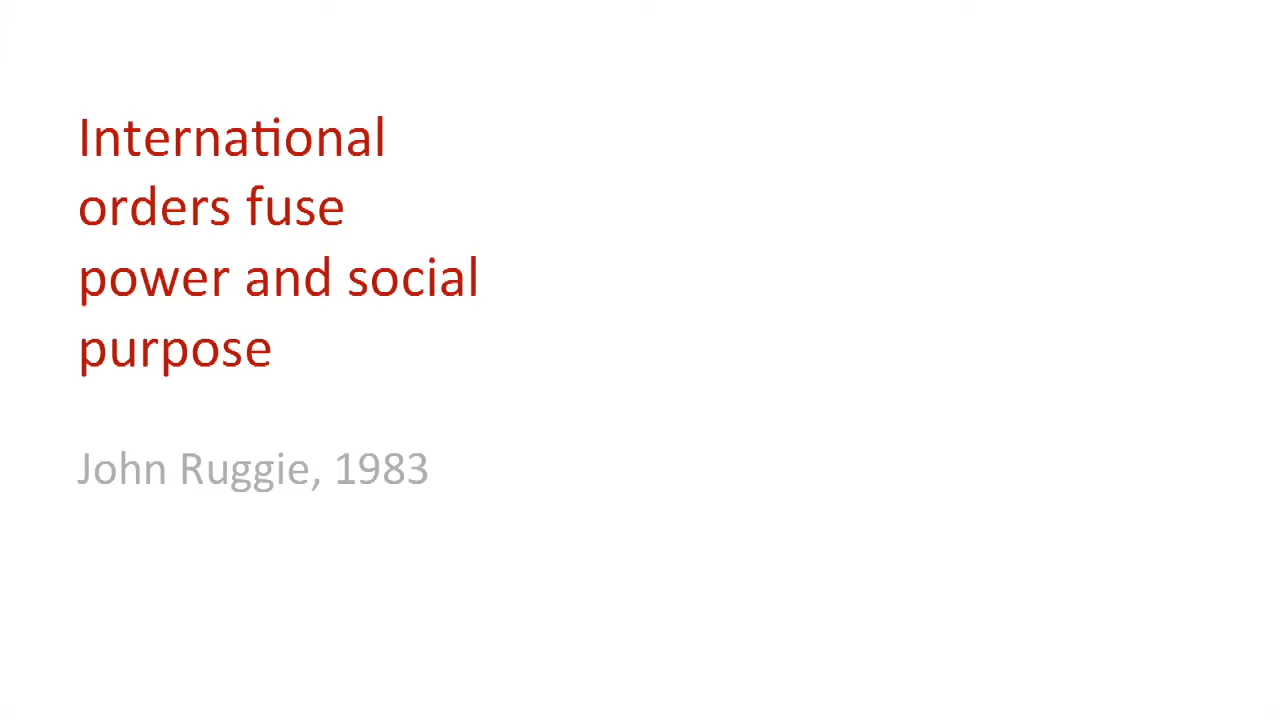 International
orders fuse
power and social
purpose
John Ruggie, 1983